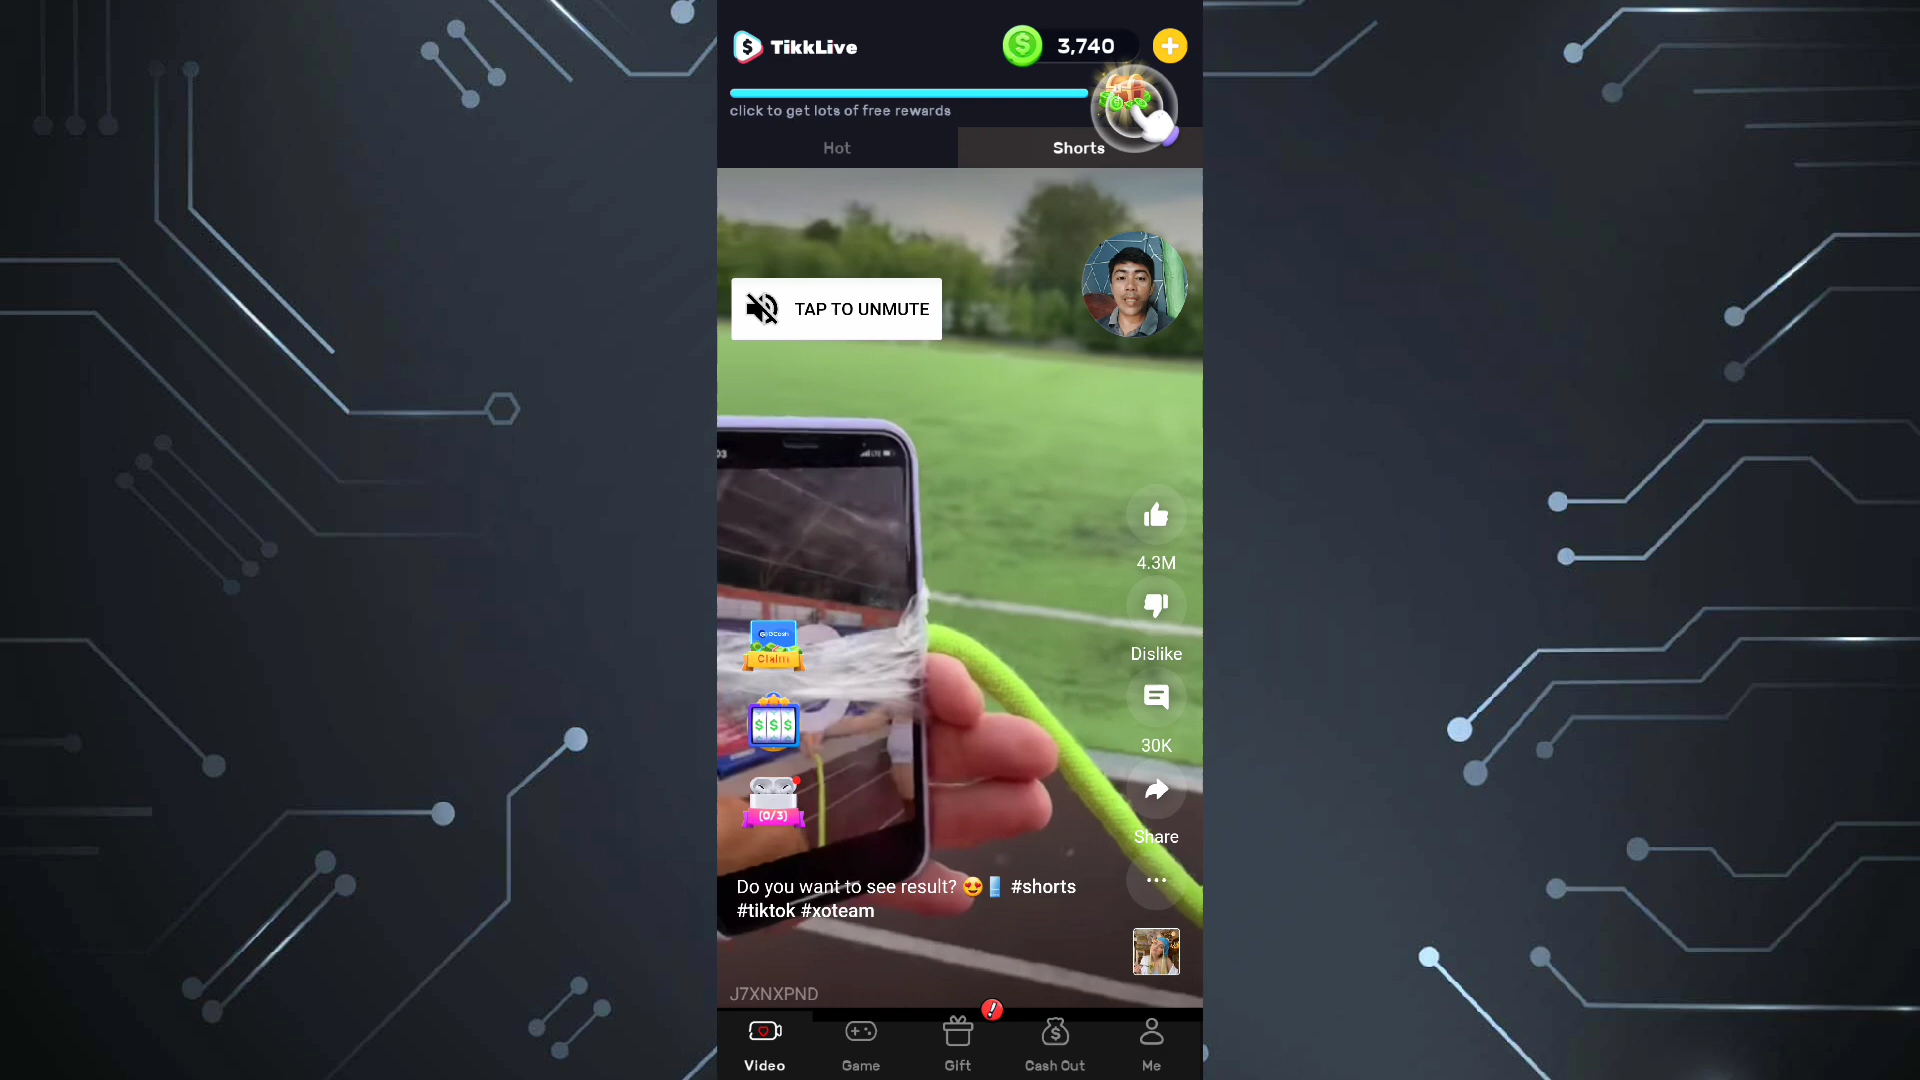 TikkLive
3,740
click to get lots of free rewards
Hot
Shorts
TAP TO UNMUTE
4.3M
Dislike
GCash
Claim
30K
$ $ $
(0/3)
Share
Do you want to see result? 😍📱 #shorts
#tiktok #xoteam
J7XNXPND
Video
Game
Gift
Cash Out
Me